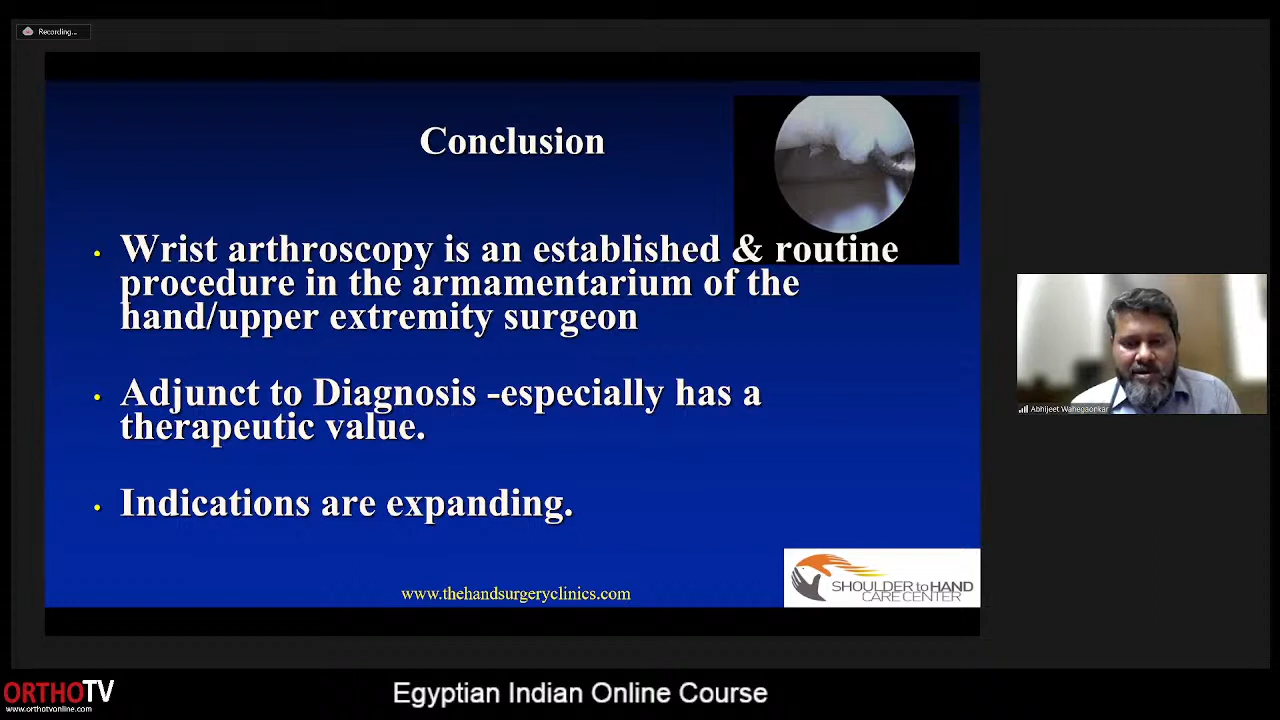 Recording...
Conclusion
• Wrist arthroscopy is an established & routine
procedure in the armamentarium of the
hand/upper extremity surgeon
• Adjunct to Diagnosis -especially has a
therapeutic value.
• Indications are expanding.
www.thehandsurgeryclinics.com
SHOULDER to HAND
CARE CENTER
Abhijeet Wahegaonkar
ORTHOTV
www.orthotvonline.com
Egyptian Indian Online Course